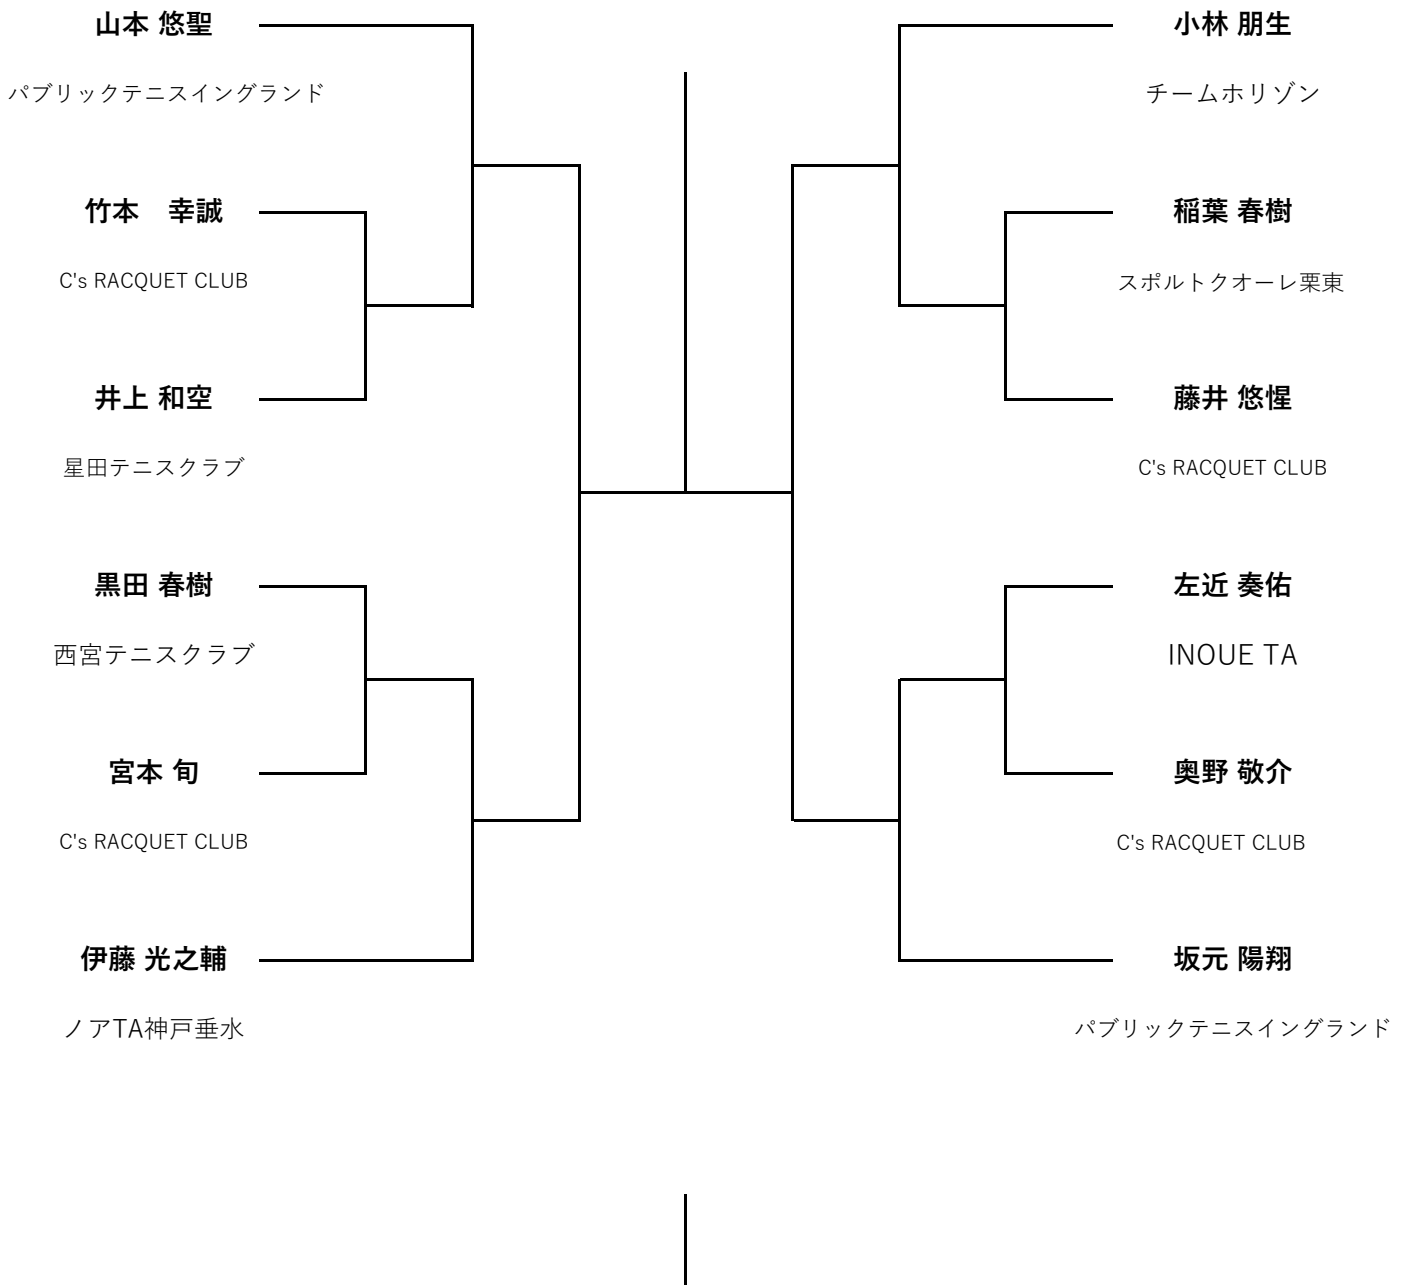 山本 悠聖
パブリックテニスイングランド
竹本　幸誠
C's RACQUET CLUB
井上 和空
星田テニスクラブ
黒田 春樹
西宮テニスクラブ
宮本 旬
C's RACQUET CLUB
伊藤 光之輔
ノアTA神戸垂水
小林 朋生
チームホリゾン
稲葉 春樹
スポルトクオーレ栗東
藤井 悠惺
C's RACQUET CLUB
左近 奏佑
INOUE TA
奥野 敬介
C's RACQUET CLUB
坂元 陽翔
パブリックテニスイングランド